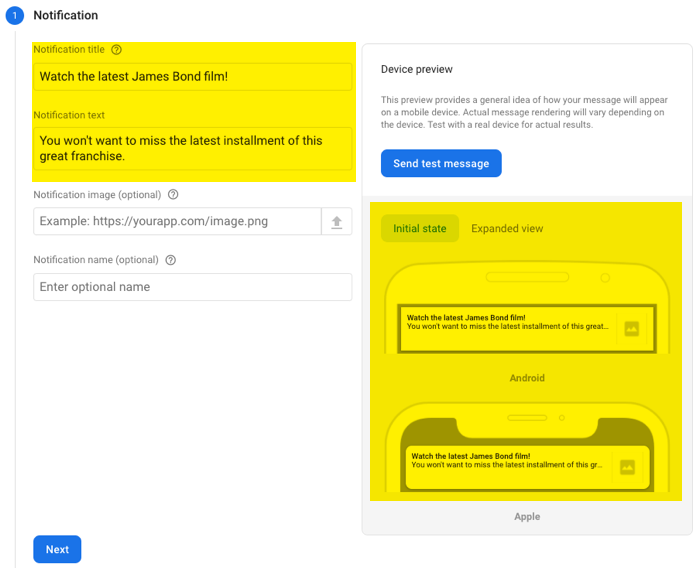 1 Notification
Notification title ?
Watch the latest James Bond film!
Notification text
You won't want to miss the latest installment of this
great franchise.
Notification image (optional) ?
Example: https://yourapp.com/image.png
Notification name (optional) ?
Enter optional name
Next
Device preview
This preview provides a general idea of how your message will appear
on a mobile device. Actual message rendering will vary depending on
the device. Test with a real device for actual results.
Send test message
Initial state Expanded view
Watch the latest James Bond film!
You won't want to miss the latest installment of this great...
Android
Watch the latest James Bond film!
You won't want to miss the latest installment of this gr...
Apple